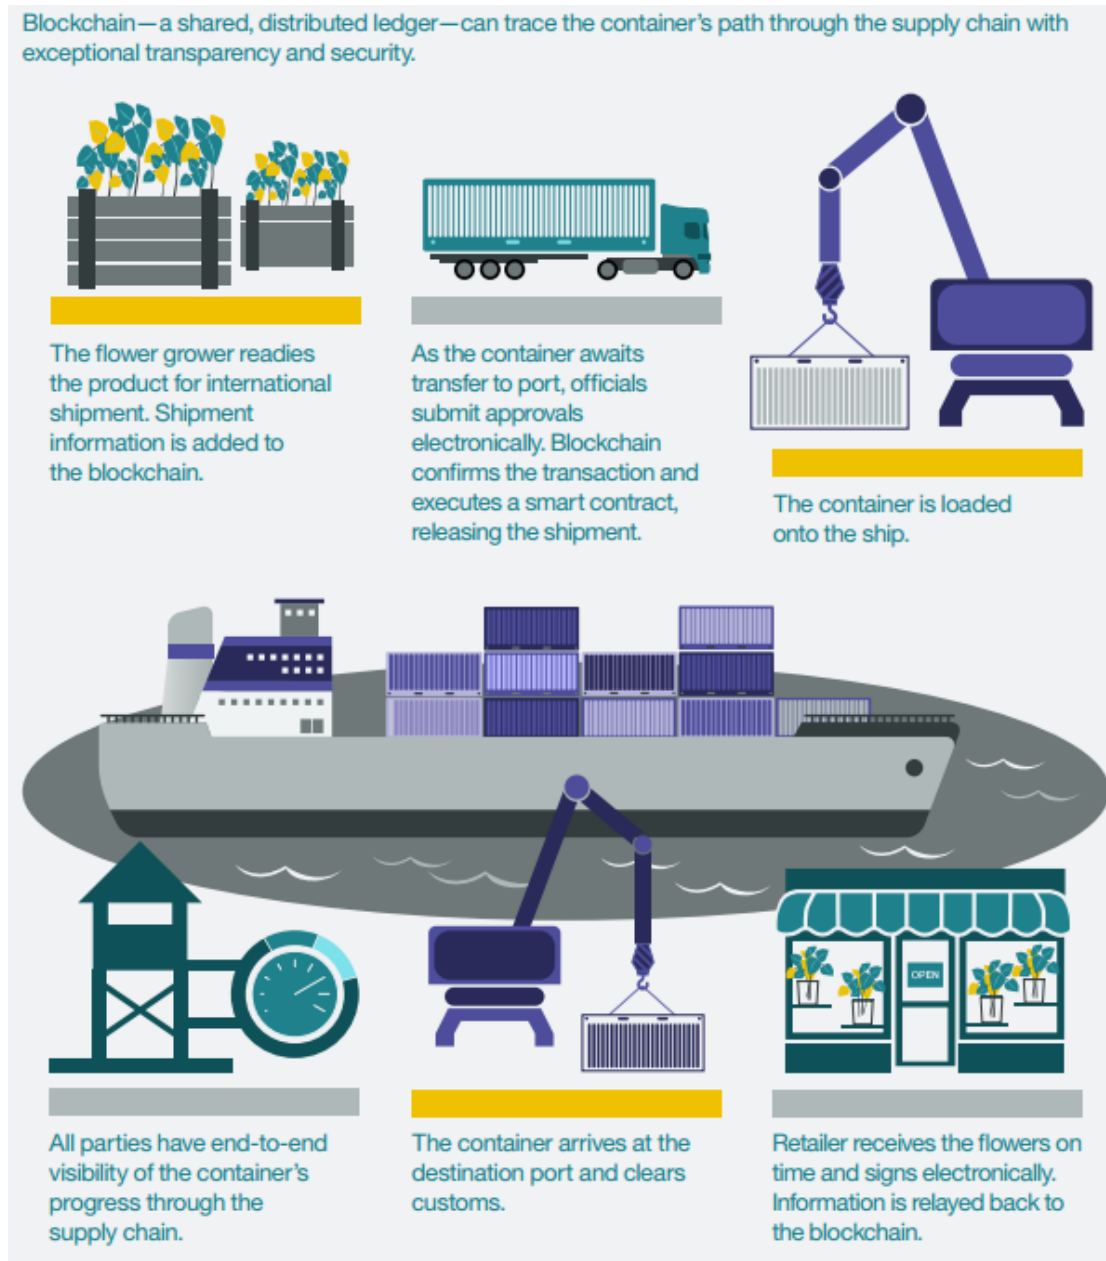 Blockchain—a shared, distributed ledger—can trace the container's path through the supply chain with
exceptional transparency and security.
The flower grower readies
the product for international
shipment. Shipment
information is added to
the blockchain.
As the container awaits
transfer to port, officials
submit approvals
electronically. Blockchain
confirms the transaction and
executes a smart contract,
releasing the shipment.
The container is loaded
onto the ship.
OPEN
All parties have end-to-end
visibility of the container's
progress through the
supply chain.
The container arrives at the
destination port and clears
customs.
Retailer receives the flowers on
time and signs electronically.
Information is relayed back to
the blockchain.